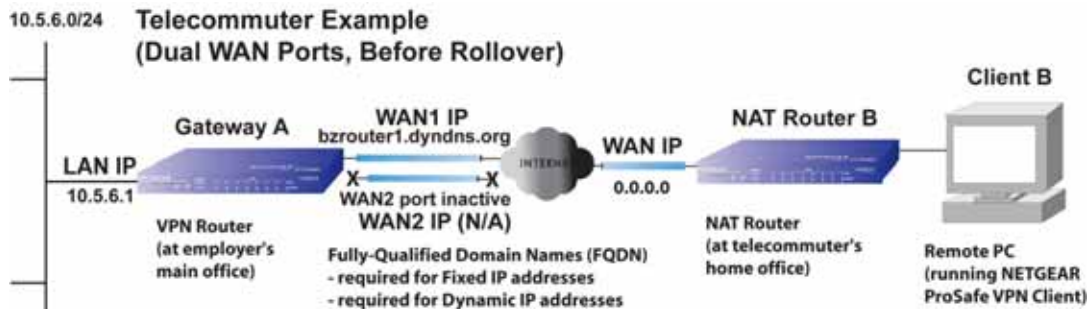 10.5.6.0/24
Telecommuter Example
(Dual WAN Ports, Before Rollover)
Client B
WAN1 IP
bzrouter1.dyndns.org
Gateway A
NAT Router B
LAN IP
10.5.6.1
INTERNE
WAN IP
0.0.0.0
X X
WAN2 port inactive
WAN2 IP (N/A)
VPN Router
(at employer's
main office)
Fully-Qualified Domain Names (FQDN)
- required for Fixed IP addresses
- required for Dynamic IP addresses
NAT Router
(at telecommuter's
home office)
Remote PC
(running NETGEAR
ProSafe VPN Client)